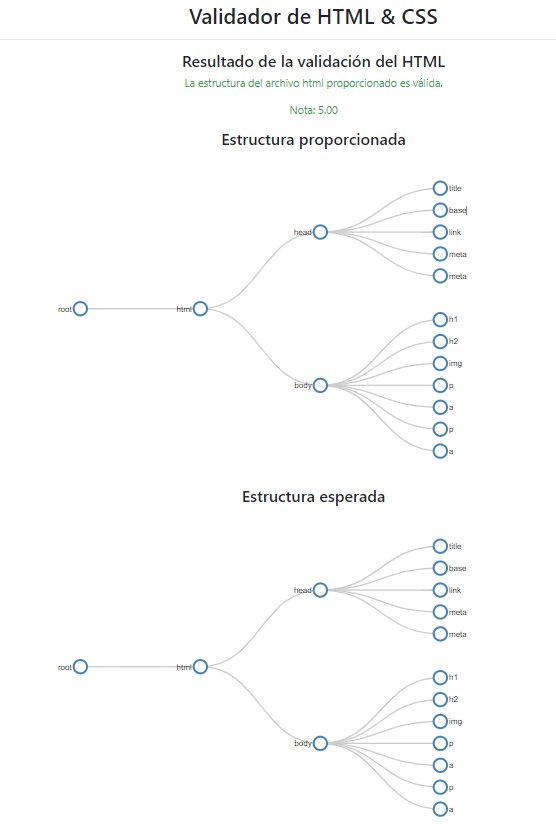 Validador de HTML & CSS
Resultado de la validación del HTML
La estructura del archivo html proporcionado es válida.
Nota: 5.00
Estructura proporcionada
title
base
head
link
meta
meta
root
html
h1
h2
img
body
p
a
p
a
Estructura esperada
title
base
head
link
meta
meta
root
html
h1
h2
img
body
p
a
p
a